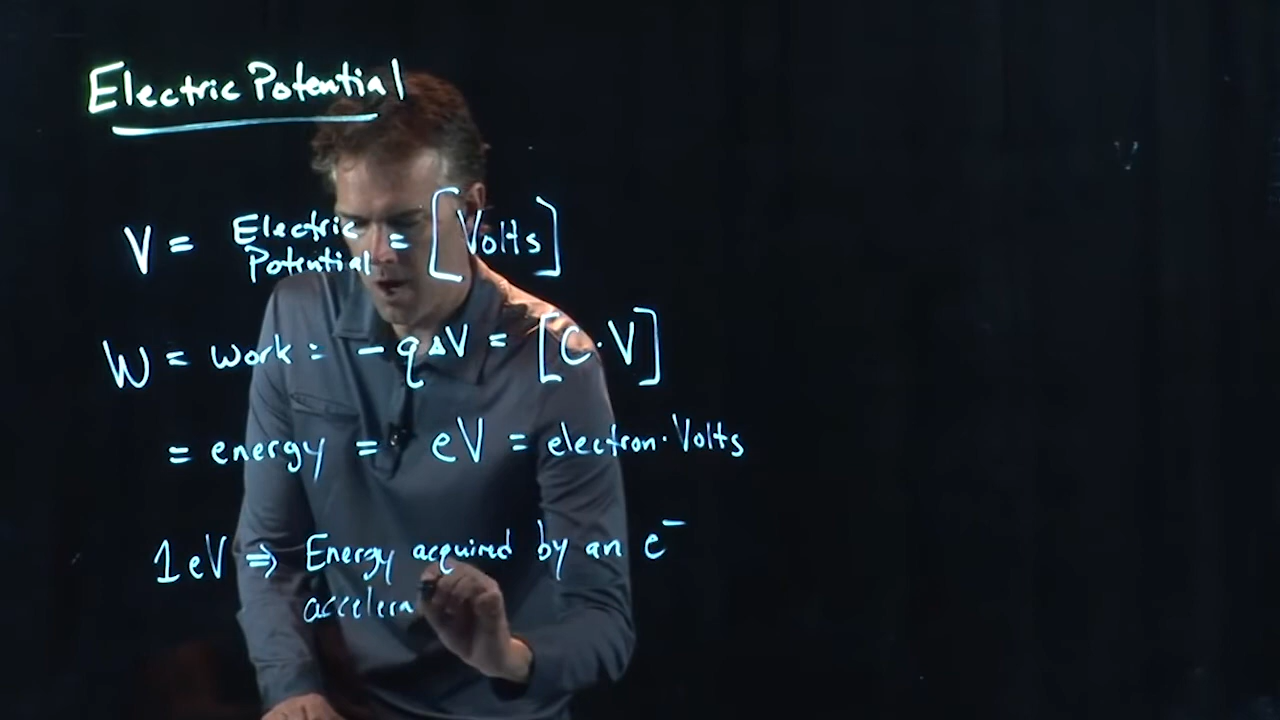 Electric Potential
V = Electric Potential = [Volts]
W = work = - qΔV = [C·V]
= energy = eV = electron·Volts
1eV ⇒ Energy acquired by an e⁻
accelera